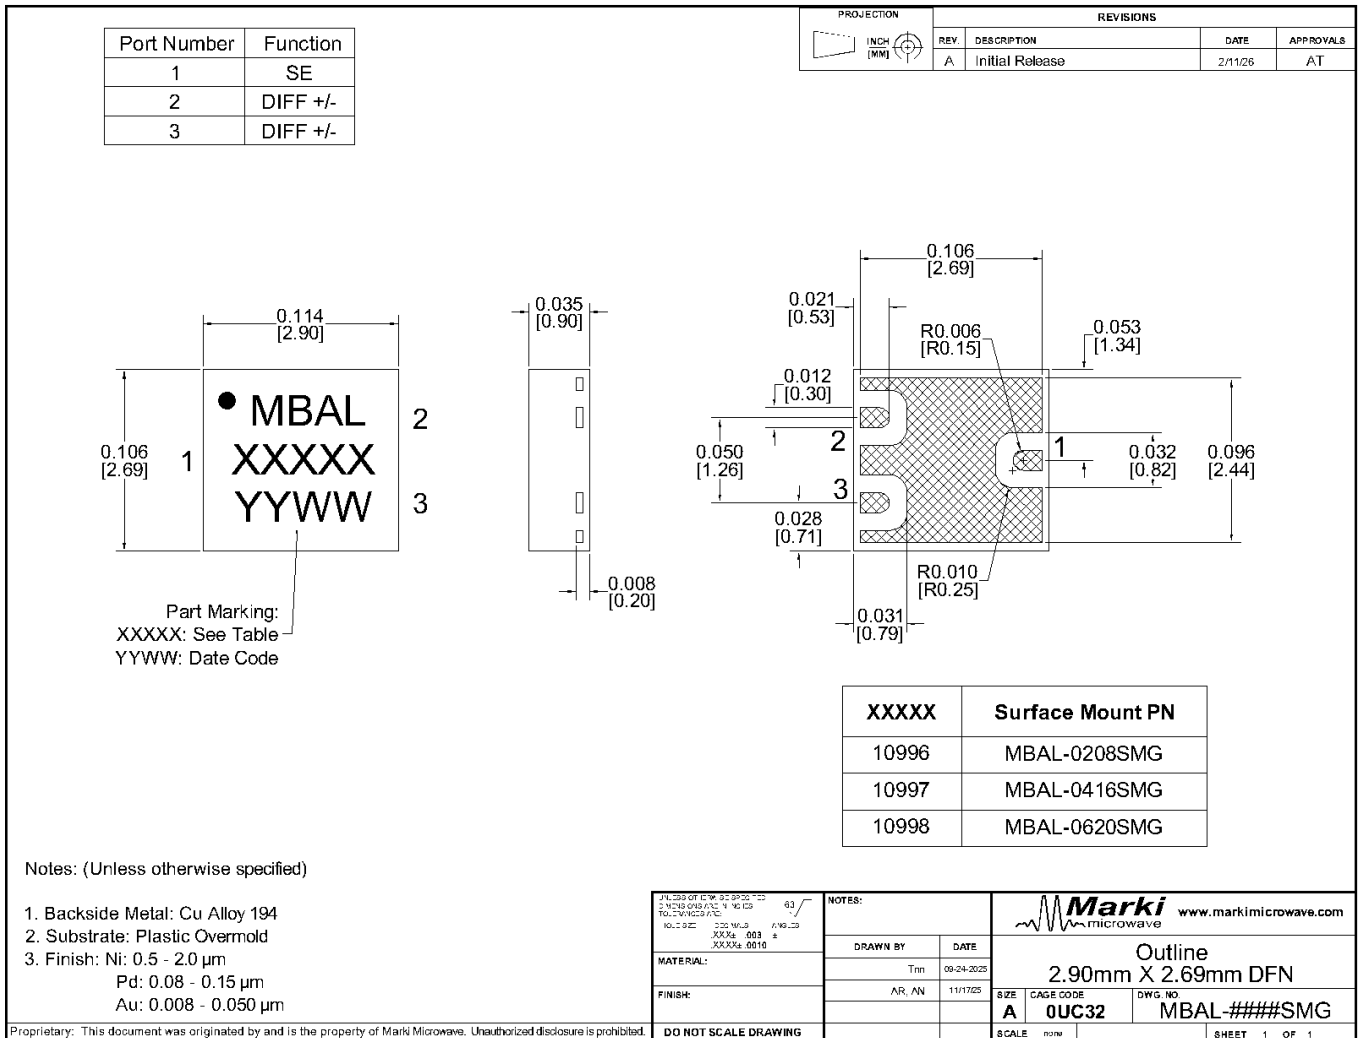 Port Number Function
1 SE
2 DIFF +/-
3 DIFF +/-
PROJECTION
INCH
[MM]
REVISIONS
REV. DESCRIPTION DATE APPROVALS
A Initial Release 2/11/26 AT
0.114
[2.90]
0.106
[2.69]
1
2
3
MBAL
XXXXX
YYWW
Part Marking:
XXXXX: See Table
YYWW: Date Code
0.035
[0.90]
0.008
[0.20]
0.106
[2.69]
0.021
[0.53]
R0.006
[R0.15]
0.053
[1.34]
0.012
[0.30]
2
1
0.050
[1.26]
0.032
[0.82]
0.096
[2.44]
3
0.028
[0.71]
R0.010
[R0.25]
0.031
[0.79]
XXXXX Surface Mount PN
10996 MBAL-0208SMG
10997 MBAL-0416SMG
10998 MBAL-0620SMG
Notes: (Unless otherwise specified)
1. Backside Metal: Cu Alloy 194
2. Substrate: Plastic Overmold
3. Finish: Ni: 0.5 - 2.0 µm
Pd: 0.08 - 0.15 µm
Au: 0.008 - 0.050 µm
Proprietary: This document was originated by and is the property of Marki Microwave. Unauthorized disclosure is prohibited.
63
.XXX± .003 ±
.XXXX± .0010
MATERIAL:
FINISH:
DO NOT SCALE DRAWING
NOTES:
DRAWN BY DATE
Tnn 09-24-2025
AR, AN 11/17/25
Marki
microwave
www.markimicrowave.com
Outline
2.90mm X 2.69mm DFN
SIZE CAGE CODE DWG. NO.
A 0UC32 MBAL-####SMG
SCALE none SHEET 1 OF 1